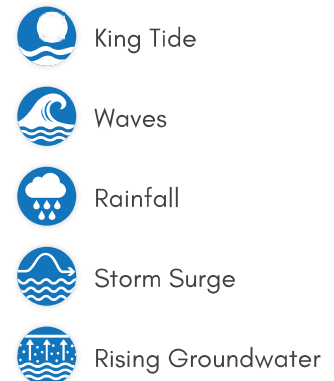 King Tide
Waves
Rainfall
Storm Surge
Rising Groundwater